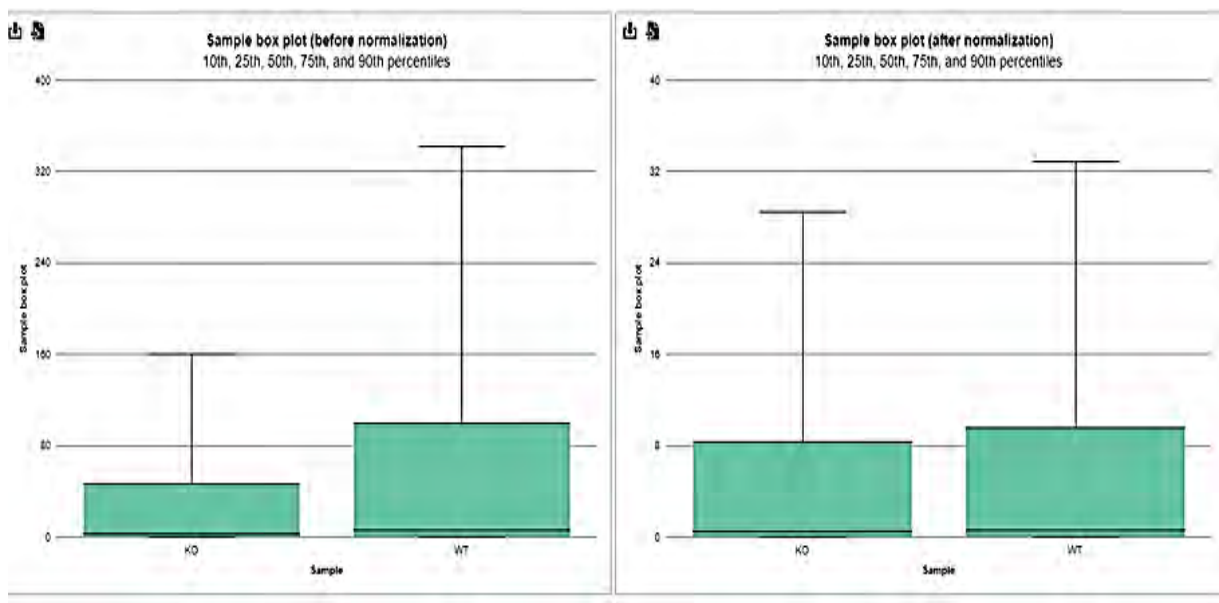 Sample box plot (before normalization)
10th, 25th, 50th, 75th, and 90th percentiles
400
320
240
160
80
0
Sample box plot
KO
WT
Sample
Sample box plot (after normalization)
10th, 25th, 50th, 75th, and 90th percentiles
40
32
24
16
8
0
Sample box plot
KO
WT
Sample